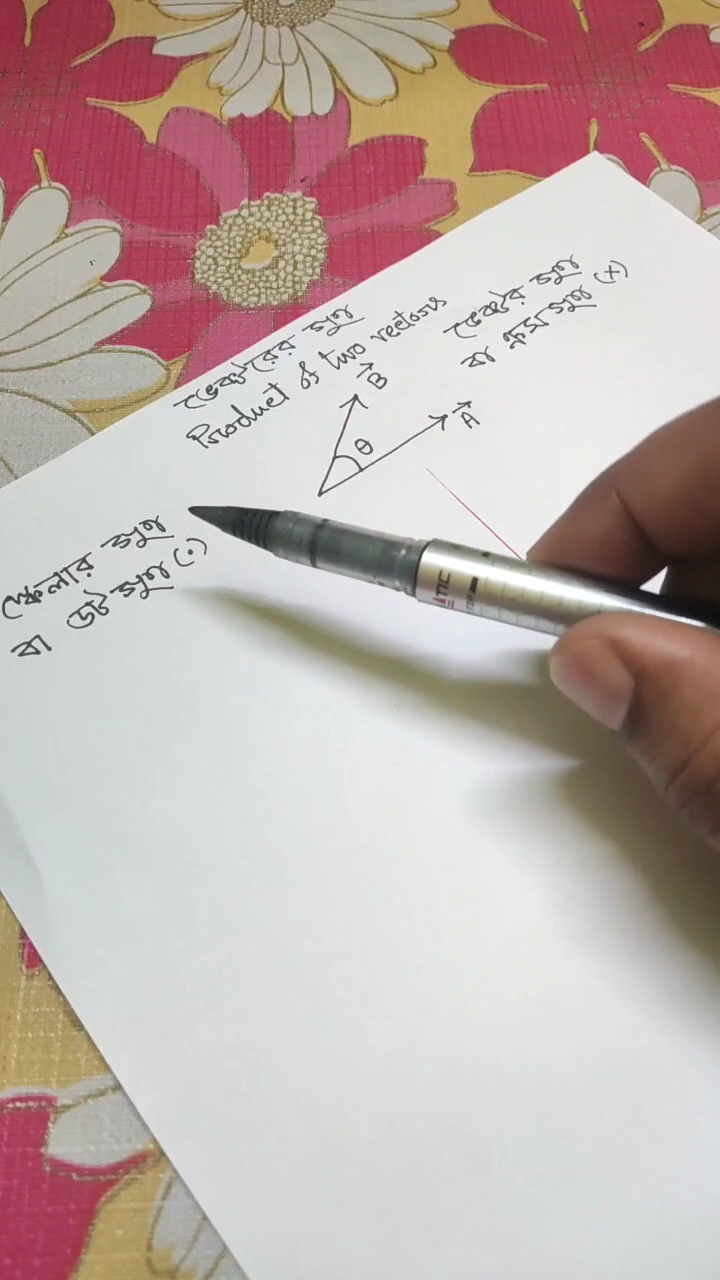 ভেক্টরের গুণ
Product of two vectors
ভেক্টর গুণ
বা ক্রস গুণ (×)
B
θ
A
স্কেলার গুণ
বা ডট গুণ (·)